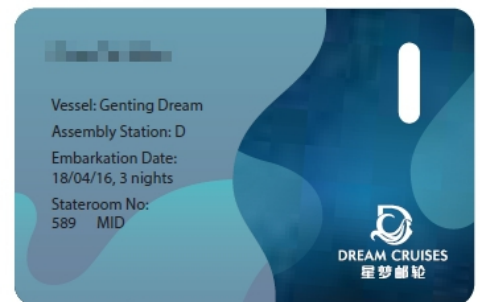 Vessel: Genting Dream
Assembly Station: D
Embarkation Date:
18/04/16, 3 nights
Stateroom No:
589 MID
DREAM CRUISES
星梦邮轮